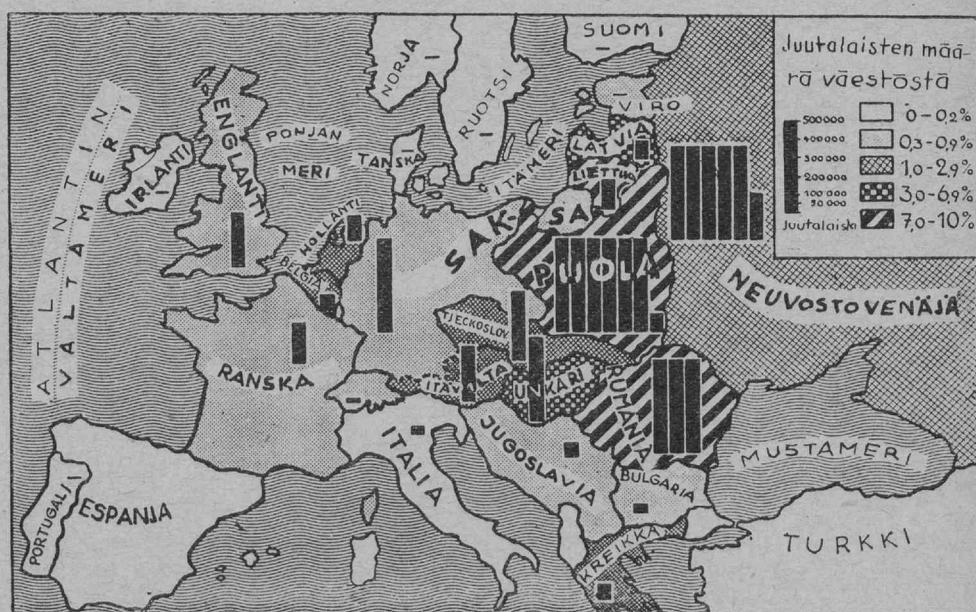 Juutalaisten mää-
rä väestöstä
500000
400000
300000
200000
100000
50000
Juutalaisia
0-0,2%
0,3-0,9%
1,0-2,9%
3,0-6,9%
7,0-10%
SUOMI
NORJA
RUOTSI
VIRO
LATVIA
LIETTUA
ITÄMERI
TANSKA
POHJAN
MERI
ENGLANTI
IRLANTI
ATLANTIN
VALTAMERI
HOLLANTI
BELGIA
SAK-
SA
PUOLA
NEUVOSTOVENÄJÄ
TJECKOSLOV.
ITÄVALTA
UNKARI
RUMANIA
RANSKA
ITALIA
JUGOSLAVIA
BULGARIA
MUSTAMERI
KREIKKA
TURKKI
ESPANJA
PORTUGALI